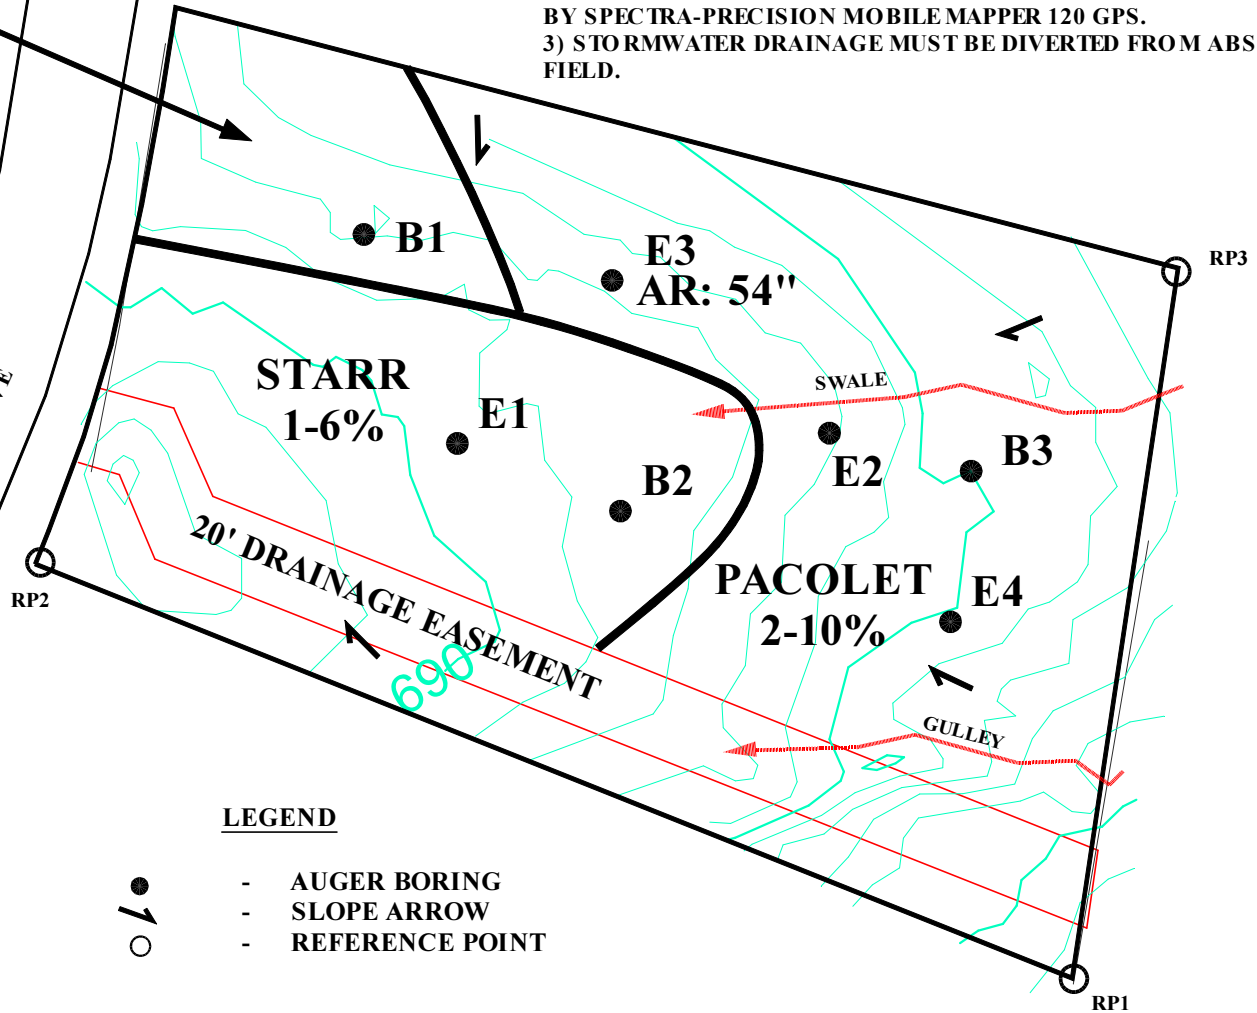 BY SPECTRA-PRECISION MOBILE MAPPER 120 GPS.
3) STORMWATER DRAINAGE MUST BE DIVERTED FROM ABS
FIELD.
B1
E3
AR: 54"
RP3
STARR
1-6%
SWALE
E1
B2
E2
B3
20' DRAINAGE EASEMENT
PACOLET
2-10%
E4
RP2
690
GULLEY
LEGEND
- AUGER BORING
- SLOPE ARROW
- REFERENCE POINT
RP1